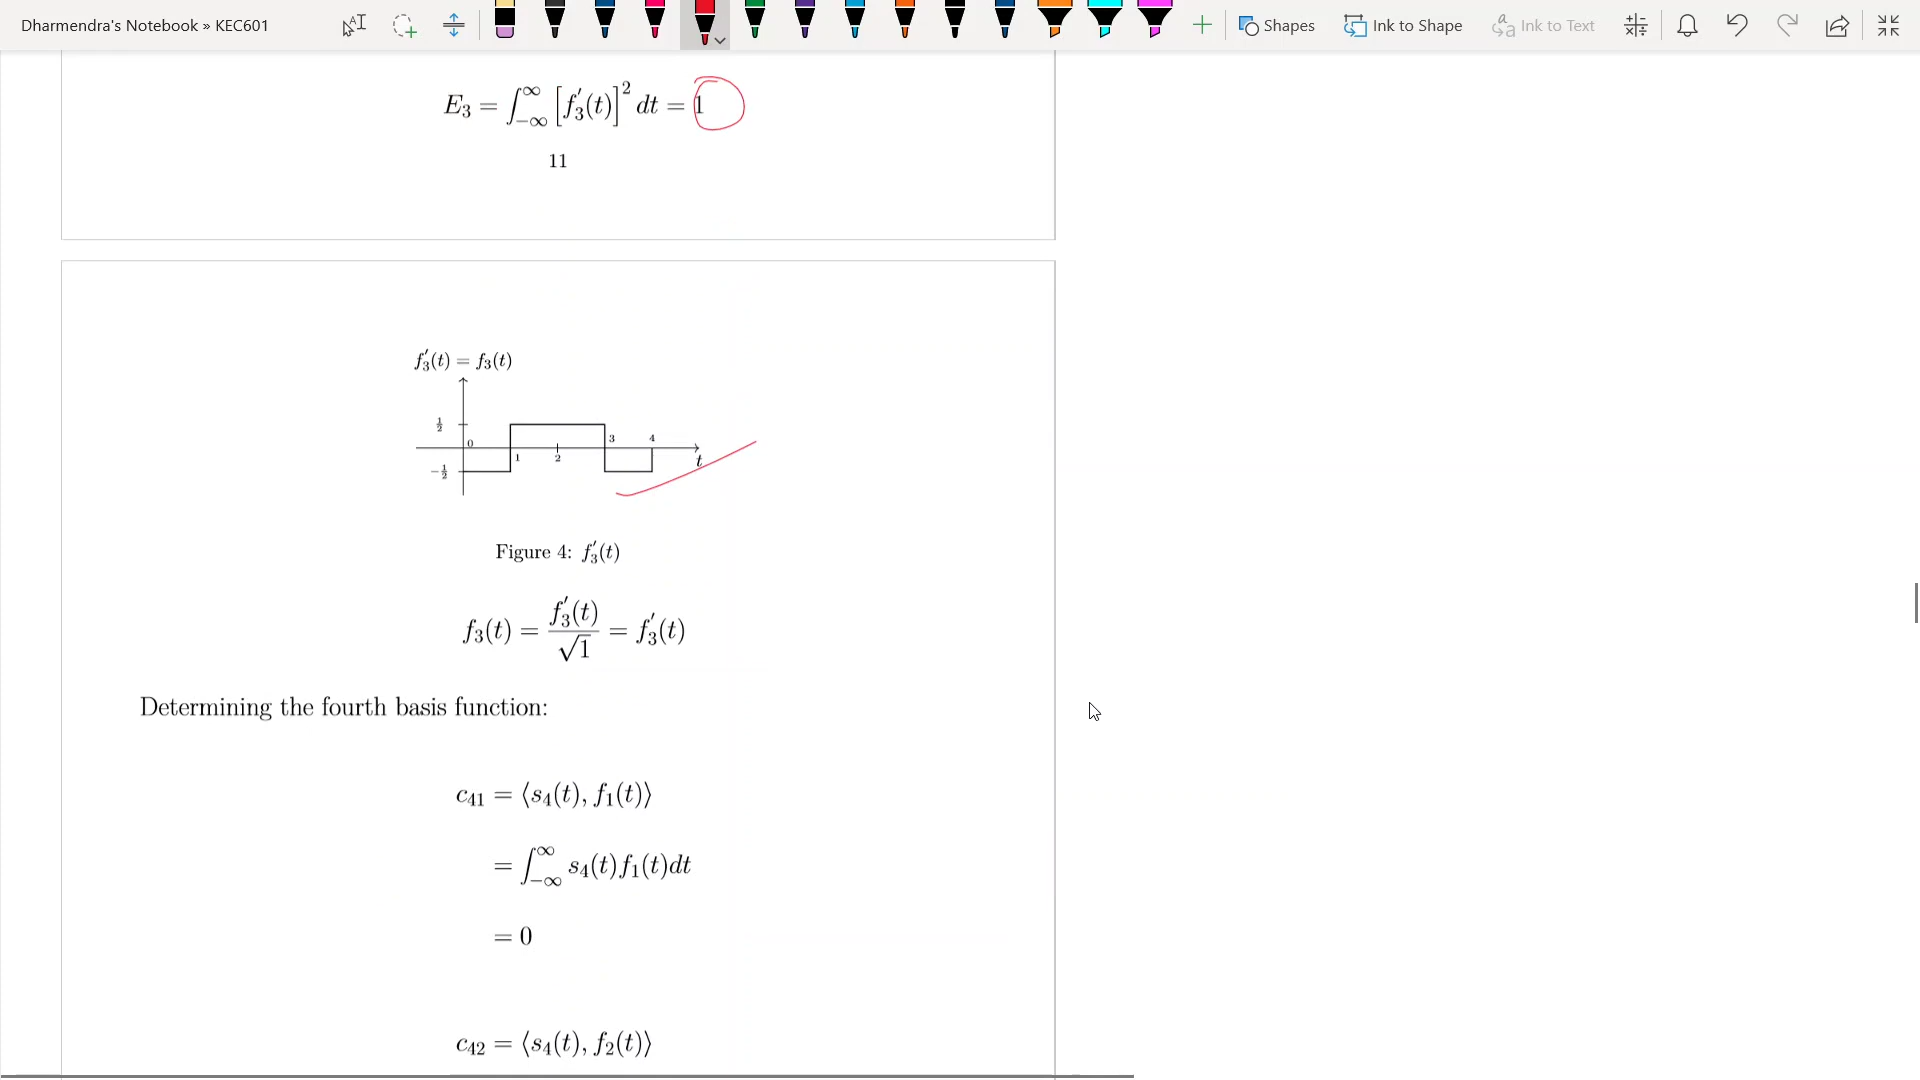 Dharmendra's Notebook » KEC601
Shapes
Ink to Shape
Ink to Text
E₃ = ∫_{-∞}^{∞} [f₃′(t)]² dt = 1
11
f₃′(t) = f₃(t)
1/2
0
3 4
1 2
t
-1/2
Figure 4: f₃′(t)
f₃(t) = f₃′(t)/√1 = f₃′(t)
Determining the fourth basis function:
c₄₁ = ⟨s₄(t), f₁(t)⟩
= ∫_{-∞}^{∞} s₄(t)f₁(t)dt
= 0
c₄₂ = ⟨s₄(t), f₂(t)⟩